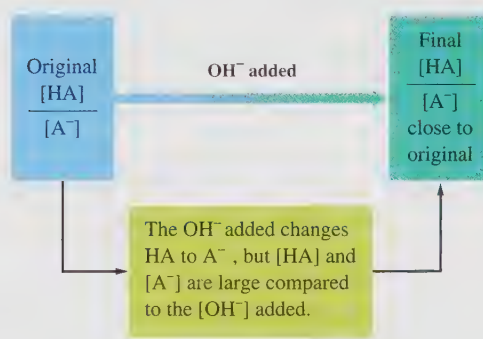 Original
[HA]
[A⁻]
OH⁻ added
Final
[HA]
[A⁻]
close to
original
The OH⁻ added changes
HA to A⁻ , but [HA] and
[A⁻] are large compared
to the [OH⁻] added.